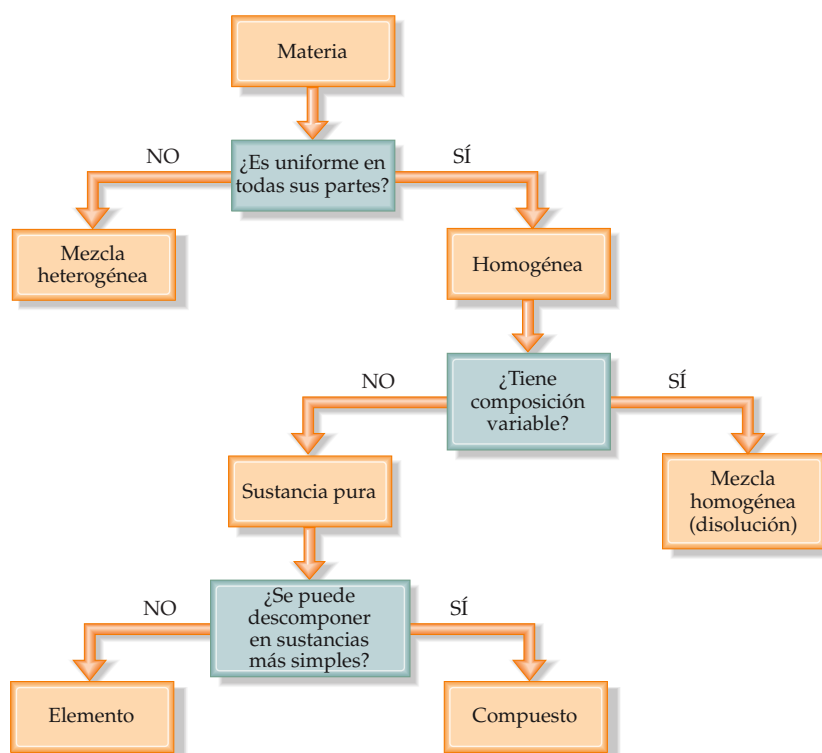 Materia
NO
¿Es uniforme en
todas sus partes?
SÍ
Mezcla
heterogénea
Homogénea
NO
¿Tiene
composición
variable?
SÍ
Sustancia pura
Mezcla
homogénea
(disolución)
NO
¿Se puede
descomponer
en sustancias
más simples?
SÍ
Elemento
Compuesto